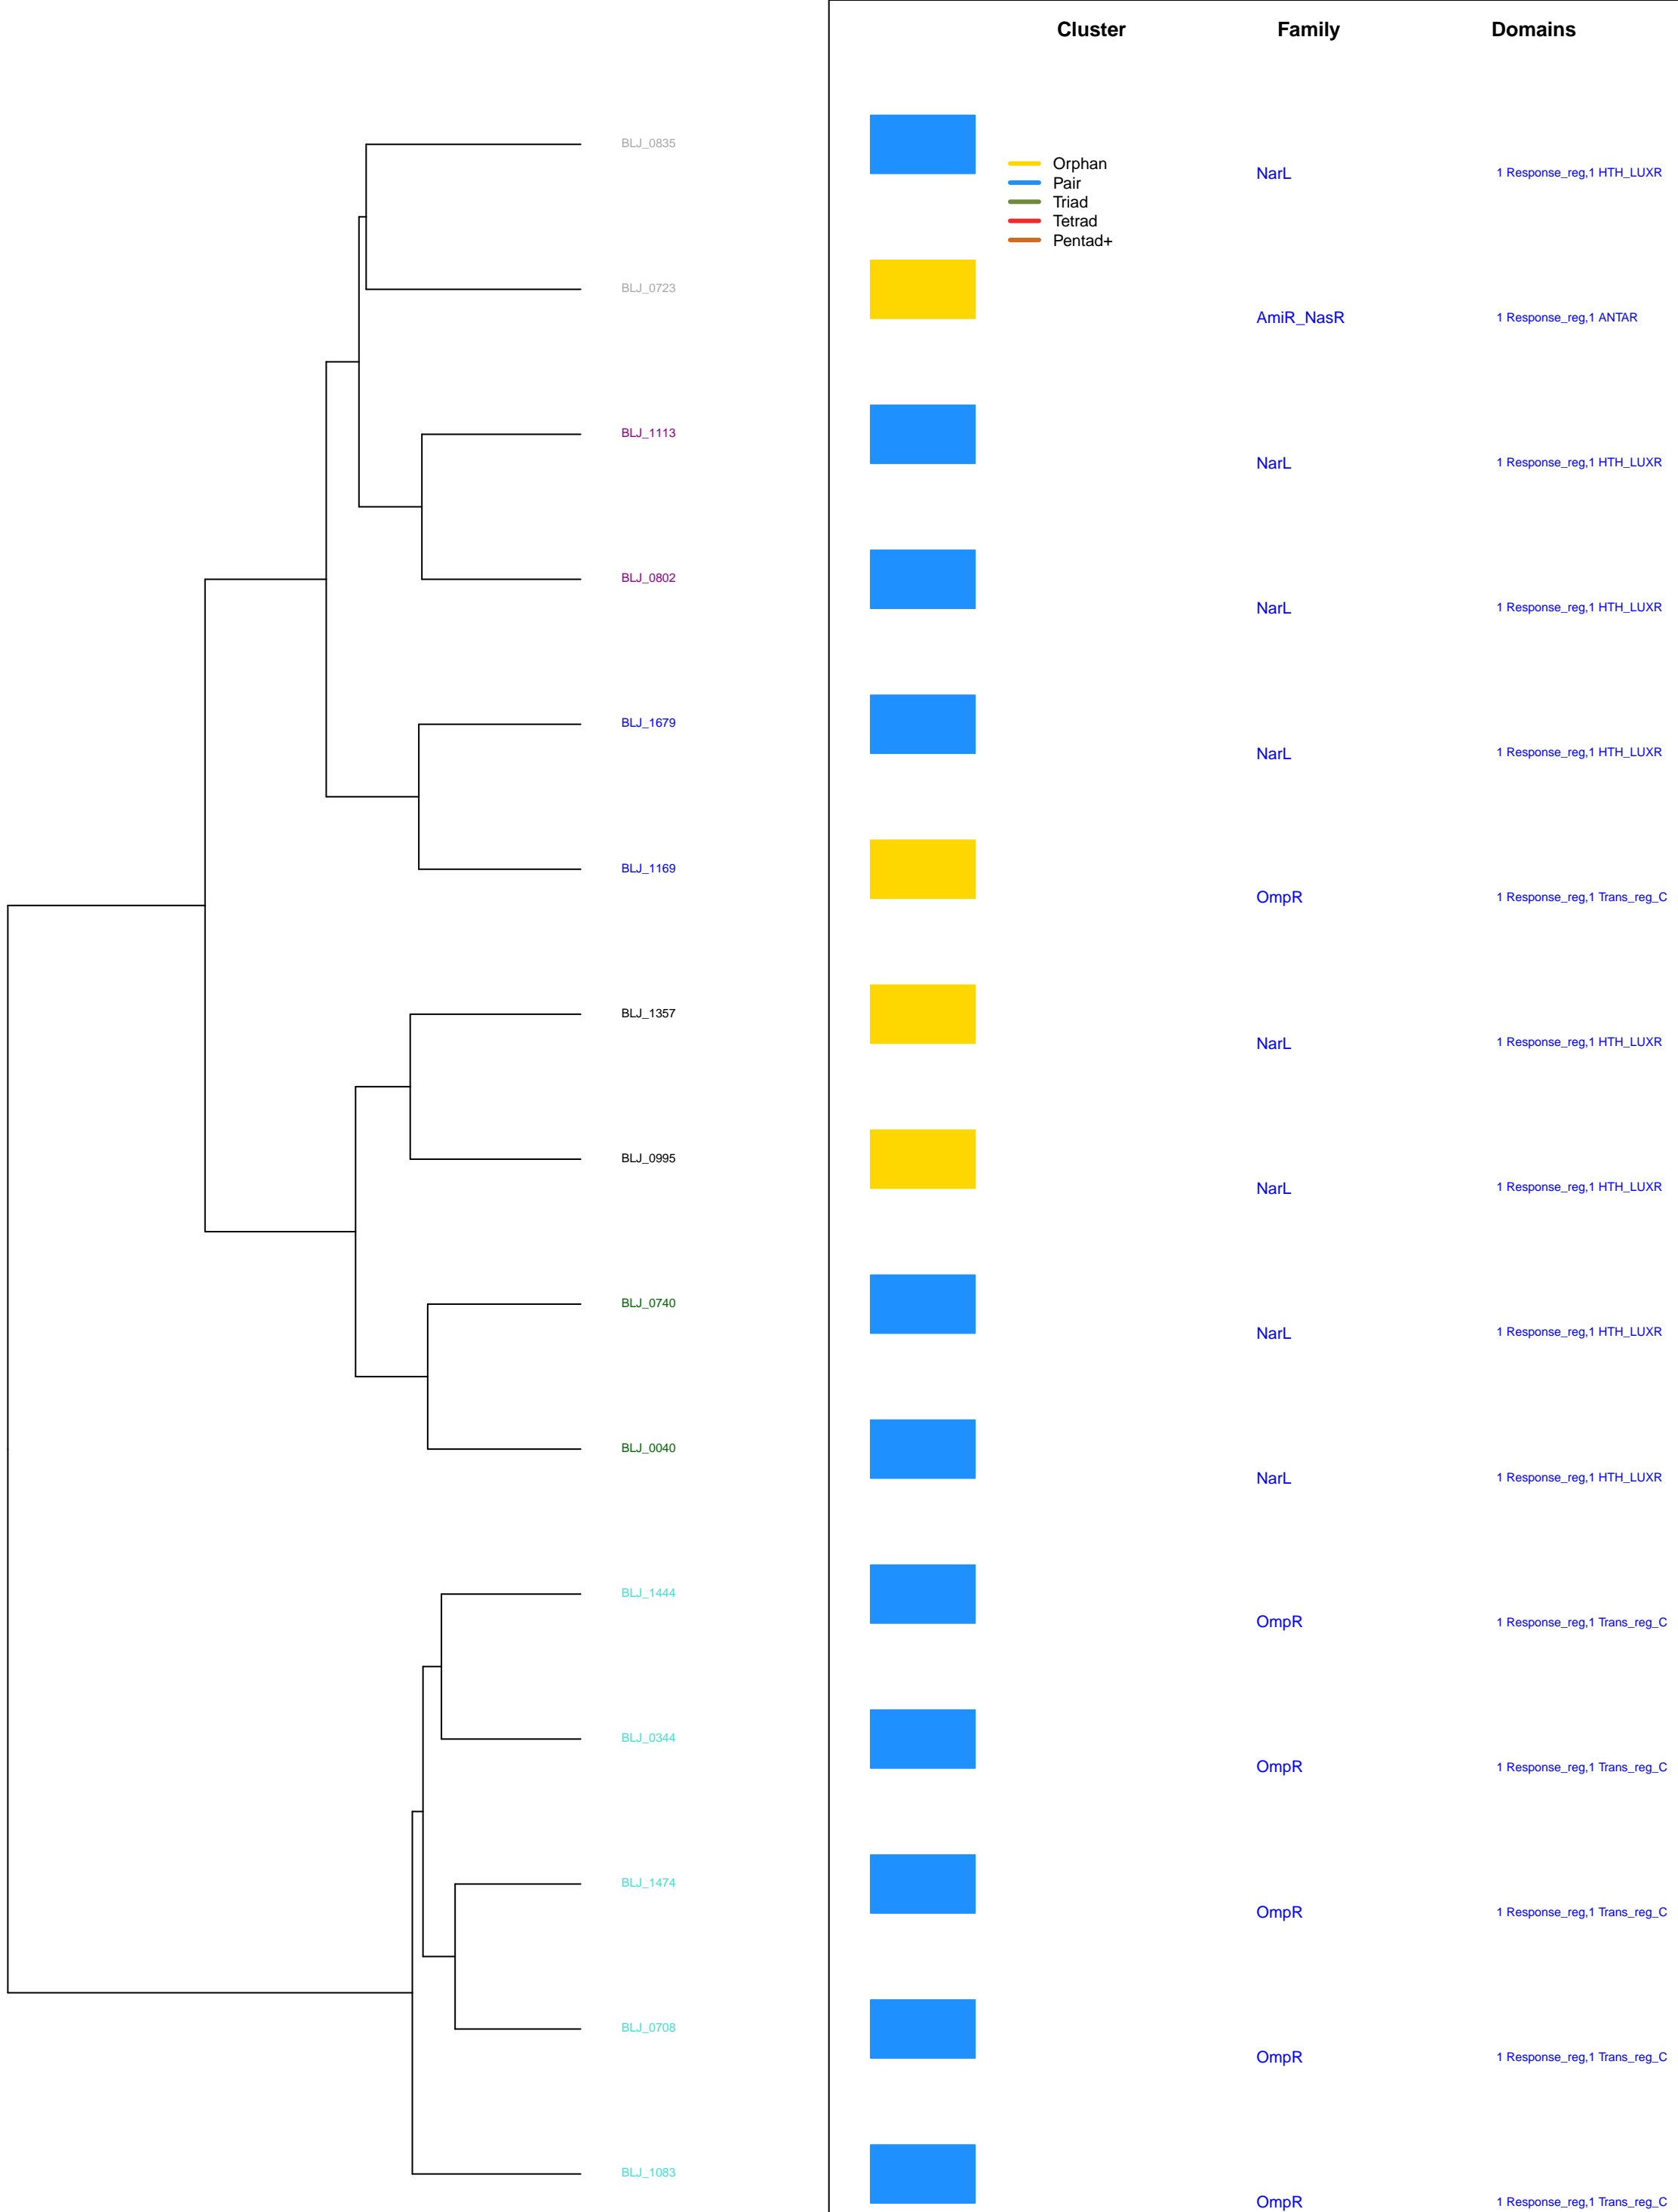 Cluster Family Domains
BLJ_0835
Orphan
Pair
NarL 1 Response_reg,1 HTH_LUXR
Triad
Tetrad
Pentad+
BLJ_0723
AmiR_NasR 1 Response_reg,1 ANTAR
BLJ_1113
NarL 1 Response_reg,1 HTH_LUXR
BLJ_0802
NarL 1 Response_reg,1 HTH_LUXR
BLJ_1679
NarL 1 Response_reg,1 HTH_LUXR
BLJ_1169
OmpR 1 Response_reg,1 Trans_reg_C
BLJ_1357
NarL 1 Response_reg,1 HTH_LUXR
BLJ_0995
NarL 1 Response_reg,1 HTH_LUXR
BLJ_0740
NarL 1 Response_reg,1 HTH_LUXR
BLJ_0040
NarL 1 Response_reg,1 HTH_LUXR
BLJ_1444
OmpR 1 Response_reg,1 Trans_reg_C
BLJ_0344
OmpR 1 Response_reg,1 Trans_reg_C
BLJ_1474
OmpR 1 Response_reg,1 Trans_reg_C
BLJ_0708
OmpR 1 Response_reg,1 Trans_reg_C
BLJ_1083
OmpR 1 Response_reg,1 Trans_reg_C